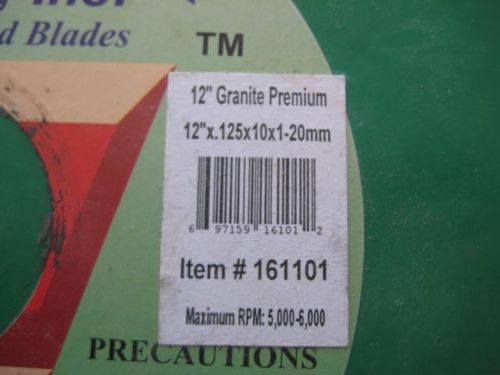 d Blades
TM
12" Granite Premium
12"x.125x10x1-20mm
6 97159 16101 2
Item # 161101
Maximum RPM: 5,000-6,000
PRECAUTIONS